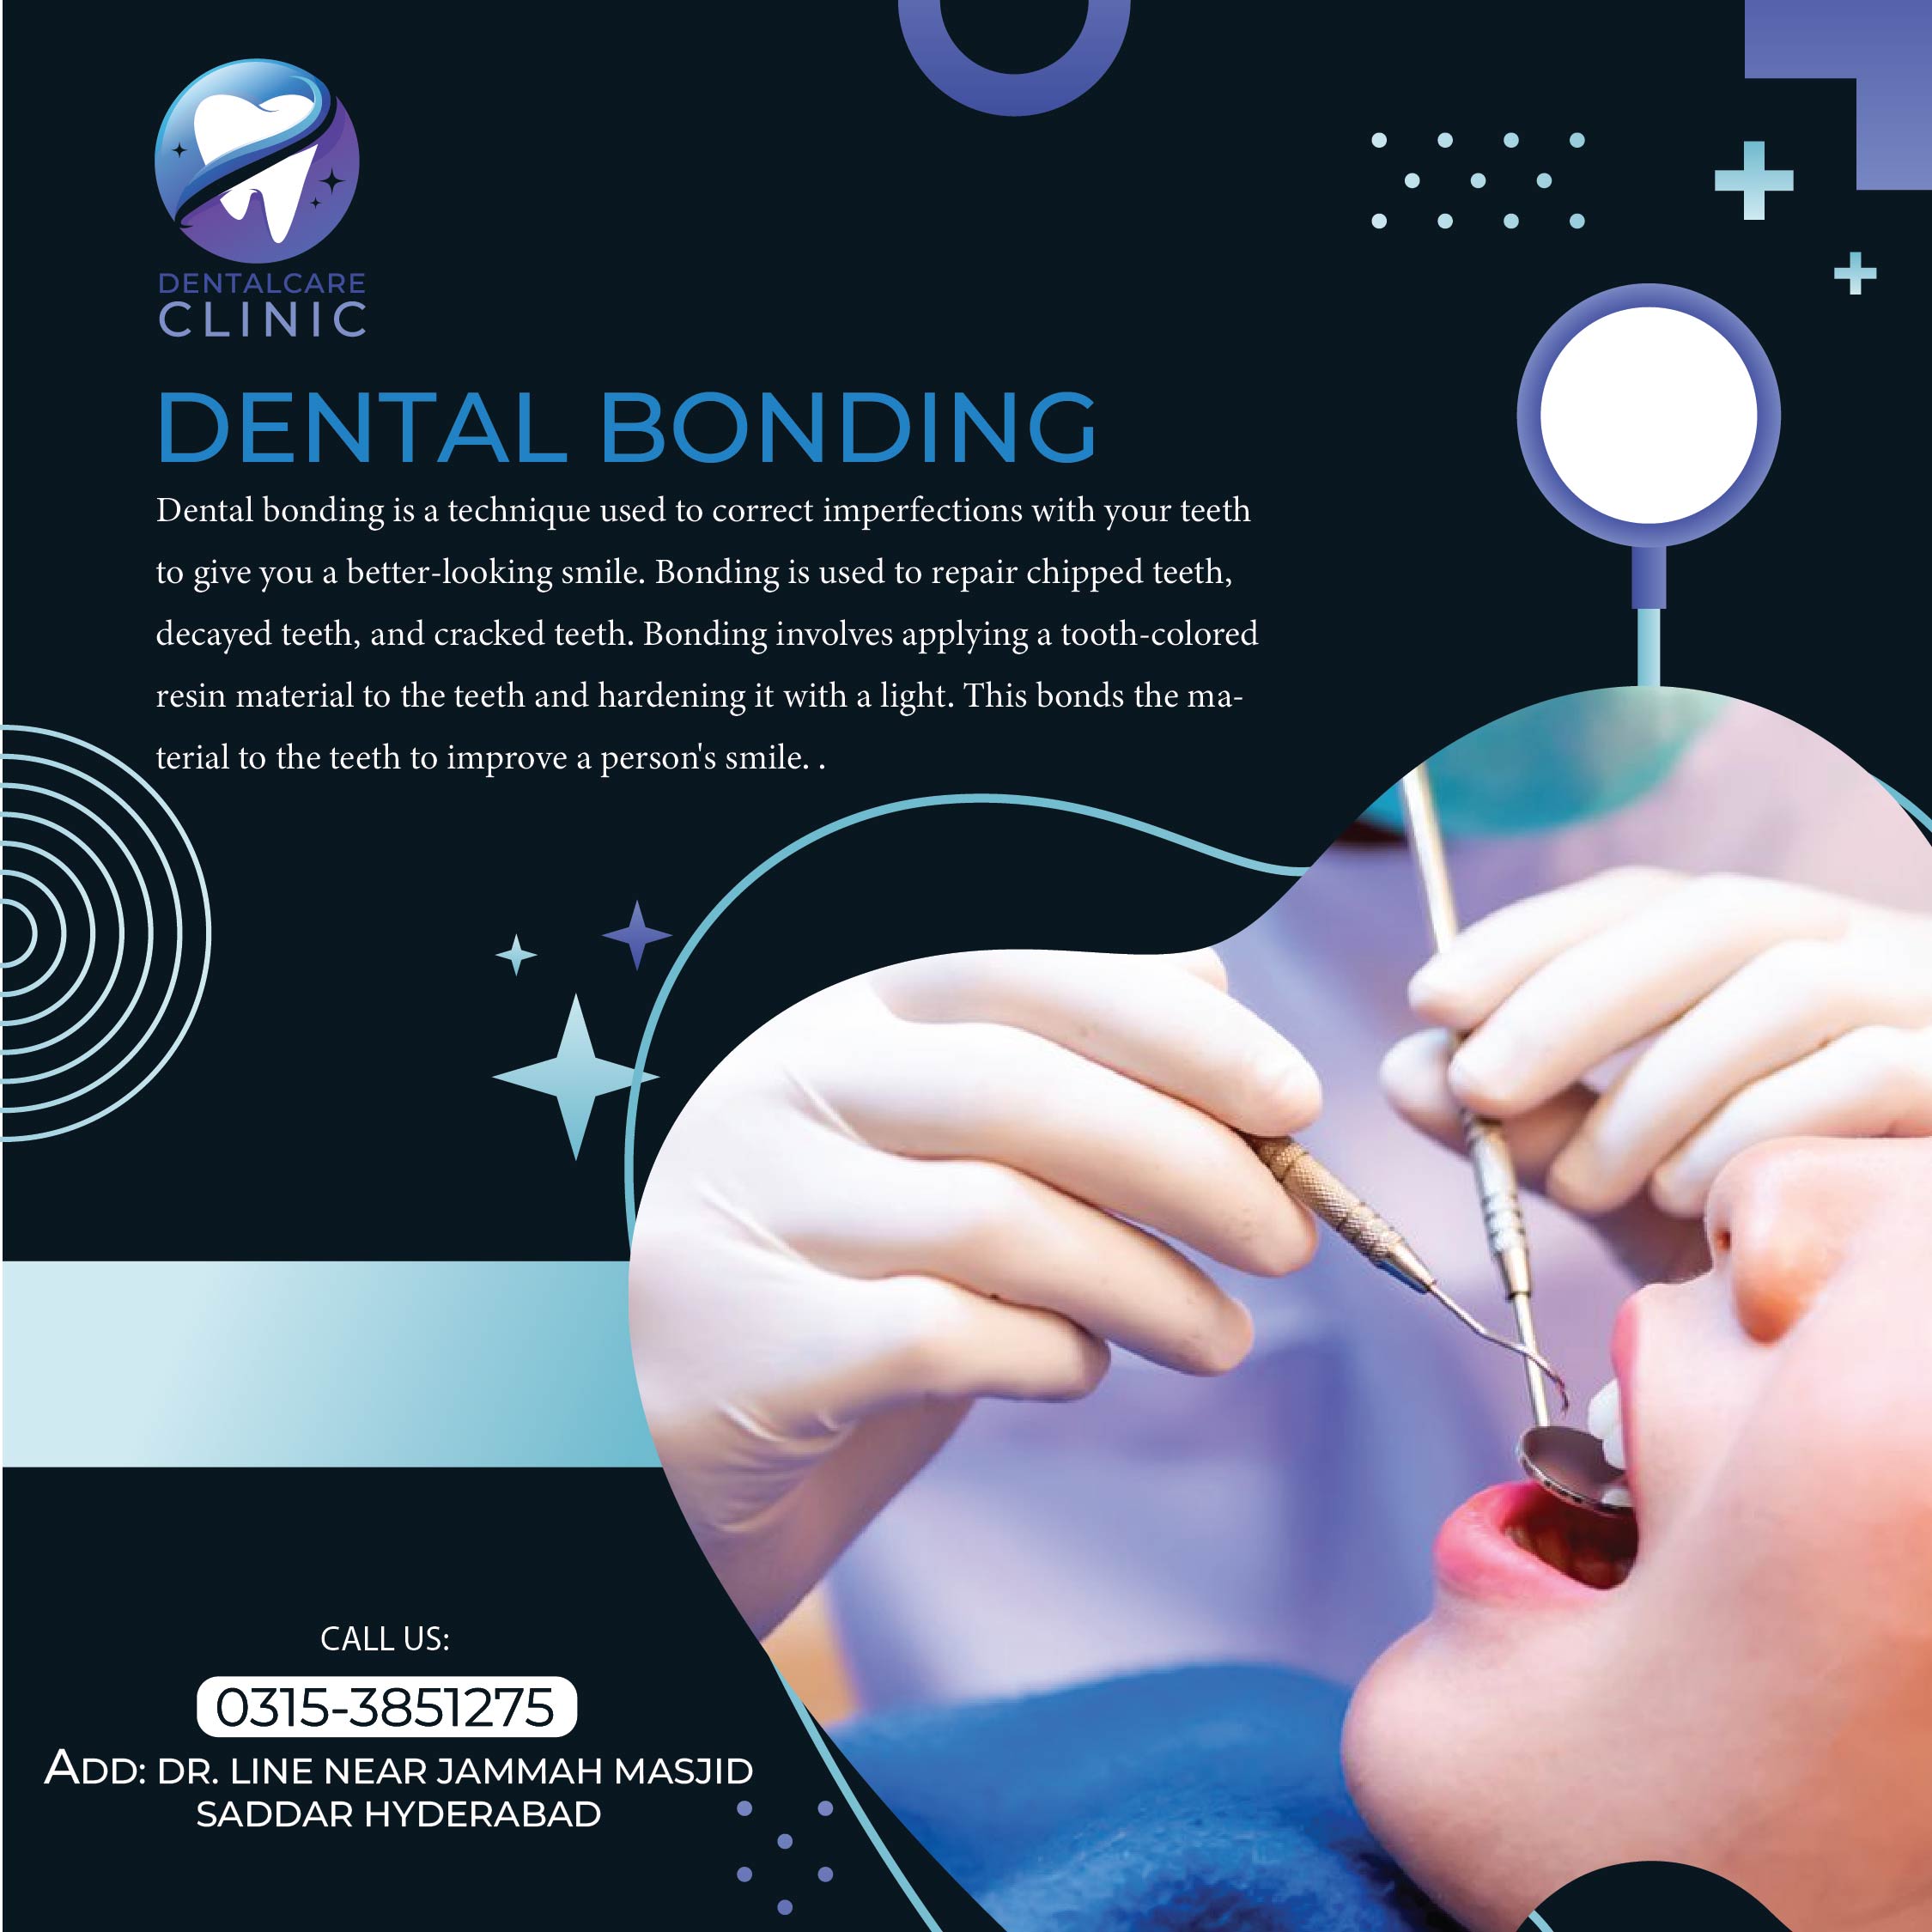 DENTALCARE
CLINIC
DENTAL BONDING
Dental bonding is a technique used to correct imperfections with your teeth
to give you a better-looking smile. Bonding is used to repair chipped teeth,
decayed teeth, and cracked teeth. Bonding involves applying a tooth-colored
resin material to the teeth and hardening it with a light. This bonds the ma-
terial to the teeth to improve a person's smile. .
CALL US:
0315-3851275
ADD: DR. LINE NEAR JAMMAH MASJID
SADDAR HYDERABAD